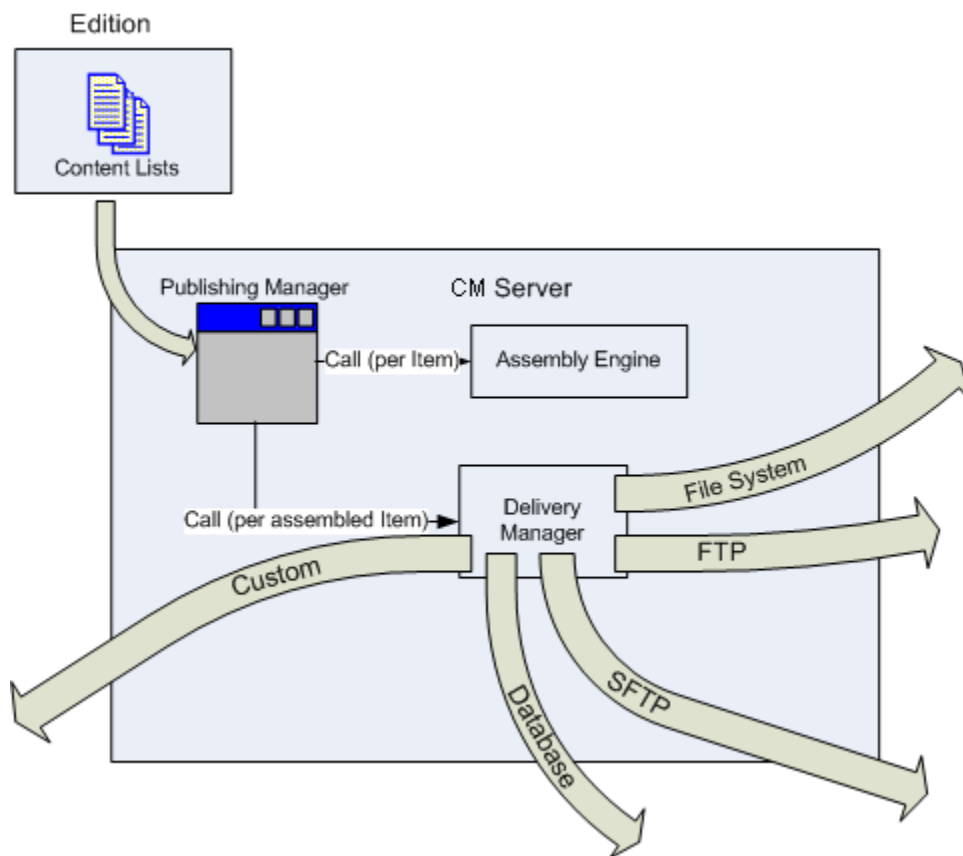 Edition
Content Lists
Publishing Manager
CM Server
Call (per Item)
Assembly Engine
File System
Call (per assembled Item)
Delivery
Manager
FTP
Custom
SFTP
Database